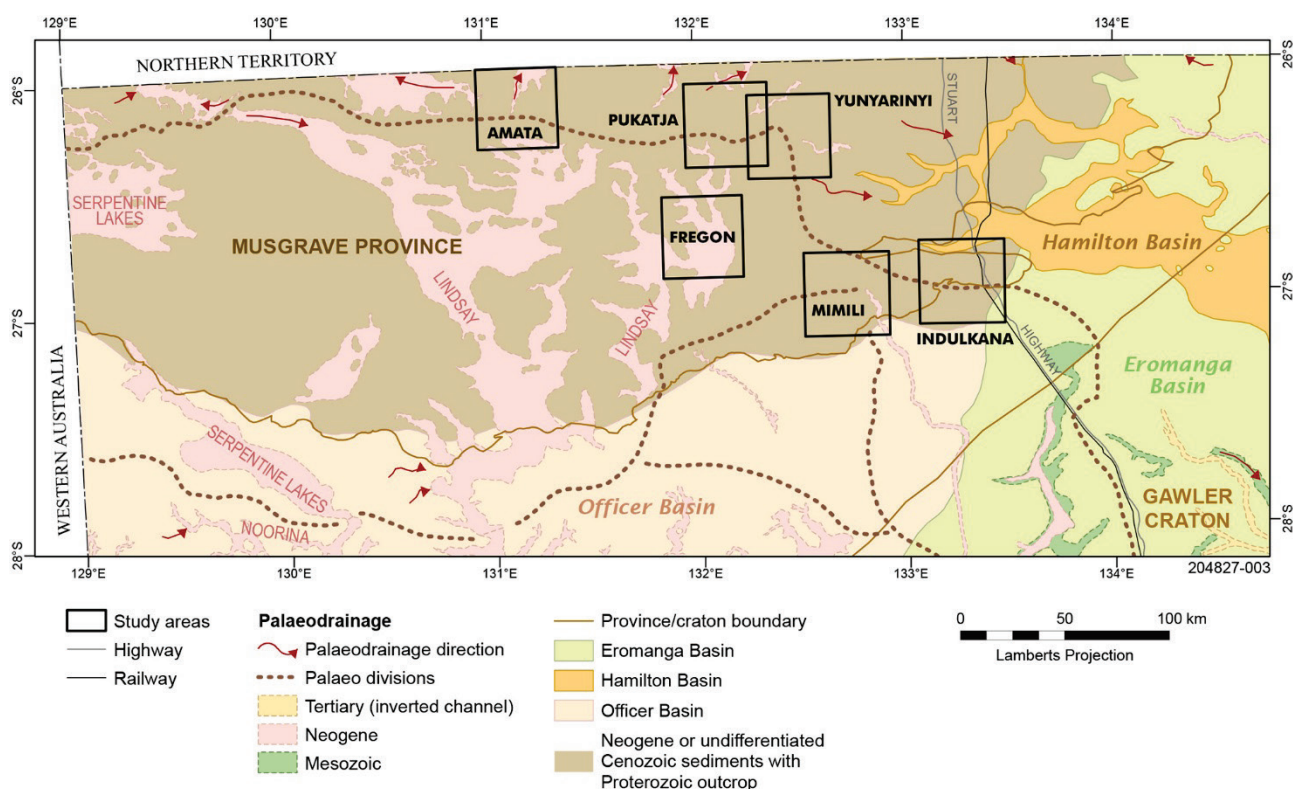 129°E 130°E 131°E 132°E 133°E 134°E
26°S
26°S
NORTHERN TERRITORY
STUART
YUNYARINYI
PUKATJA
AMATA
SERPENTINE
LAKES
MUSGRAVE PROVINCE
FREGON
Hamilton Basin
LINDSAY
LINDSAY
MIMILI
INDULKANA
27°S
27°S
HIGHWAY
Eromanga
Basin
WESTERN AUSTRALIA
SERPENTINE LAKES
NOORINA
Officer Basin
GAWLER
CRATON
28°S
28°S
129°E 130°E 131°E 132°E 133°E 134°E
204827-003
Study areas
Highway
Railway
Palaeodrainage
Palaeodrainage direction
Palaeo divisions
Tertiary (inverted channel)
Neogene
Mesozoic
Province/craton boundary
Eromanga Basin
Hamilton Basin
Officer Basin
Neogene or undifferentiated
Cenozoic sediments with
Proterozoic outcrop
0 50 100 km
Lamberts Projection